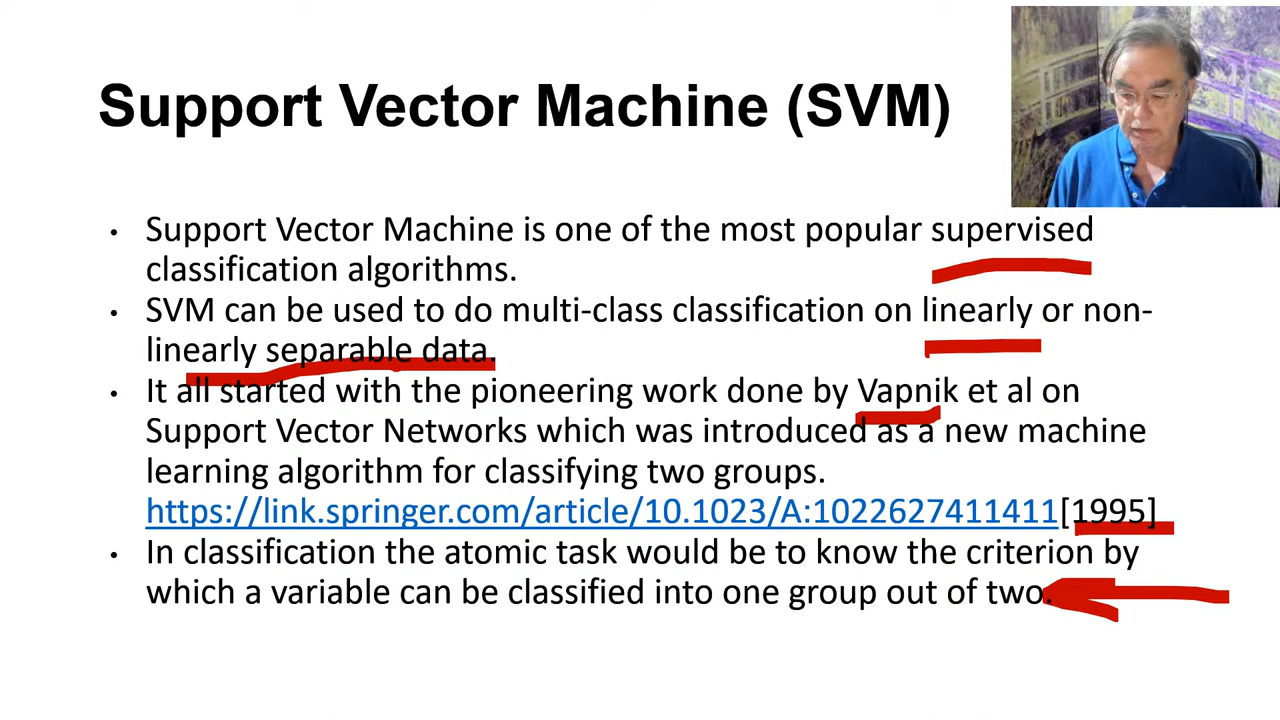 Support Vector Machine (SVM)
• Support Vector Machine is one of the most popular supervised
classification algorithms.
• SVM can be used to do multi-class classification on linearly or non-
linearly separable data.
• It all started with the pioneering work done by Vapnik et al on
Support Vector Networks which was introduced as a new machine
learning algorithm for classifying two groups.
https://link.springer.com/article/10.1023/A:1022627411411[1995]
• In classification the atomic task would be to know the criterion by
which a variable can be classified into one group out of two.